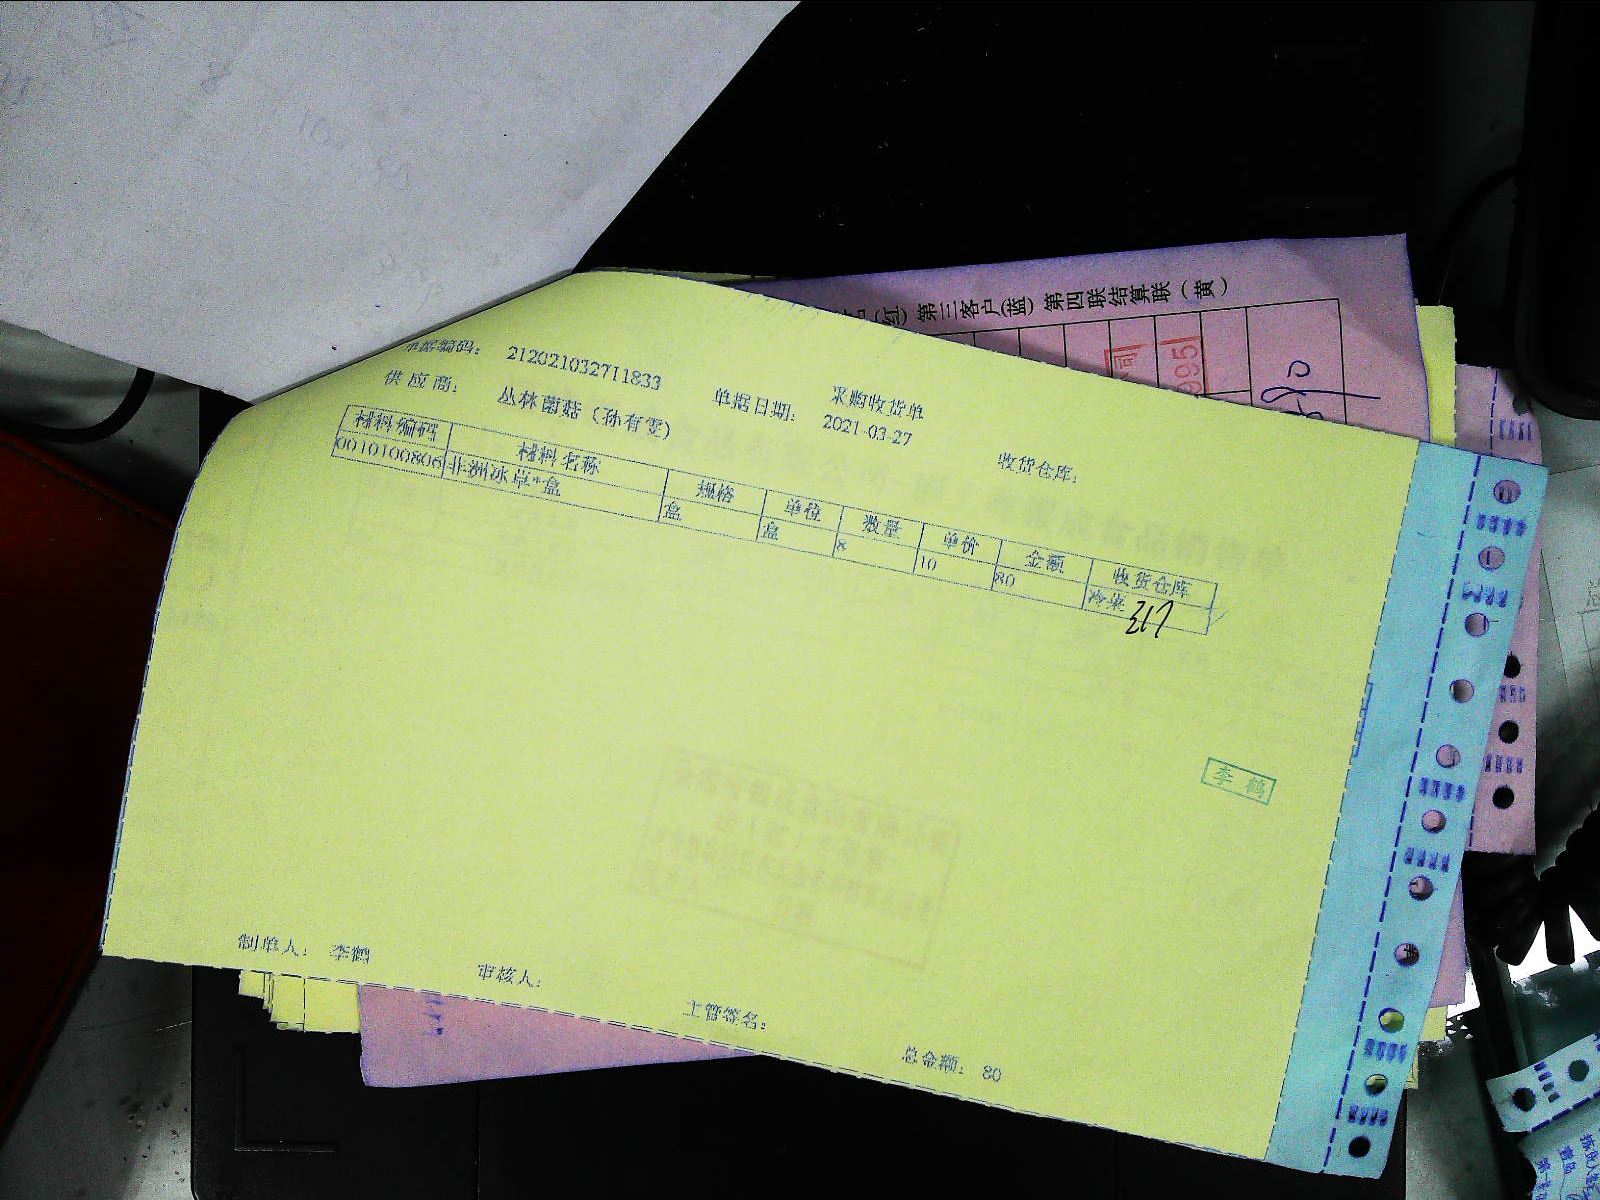 (红) 第三客户(蓝) 第四联结算联 (黄)
995
采购收货单
单据编码： 212021032711833 单据日期： 2021-03-27 收货仓库：
供应商： 丛林菌菇（孙有雯）
材料编码 材料名称 规格 单位 数量 单价 金额 收货仓库
0010100806 非洲冰草*盒 盒 盒 8 10 80 冷菜
317
李鹤
制单人： 李鹤 审核人： 主管签名： 总金额： 80